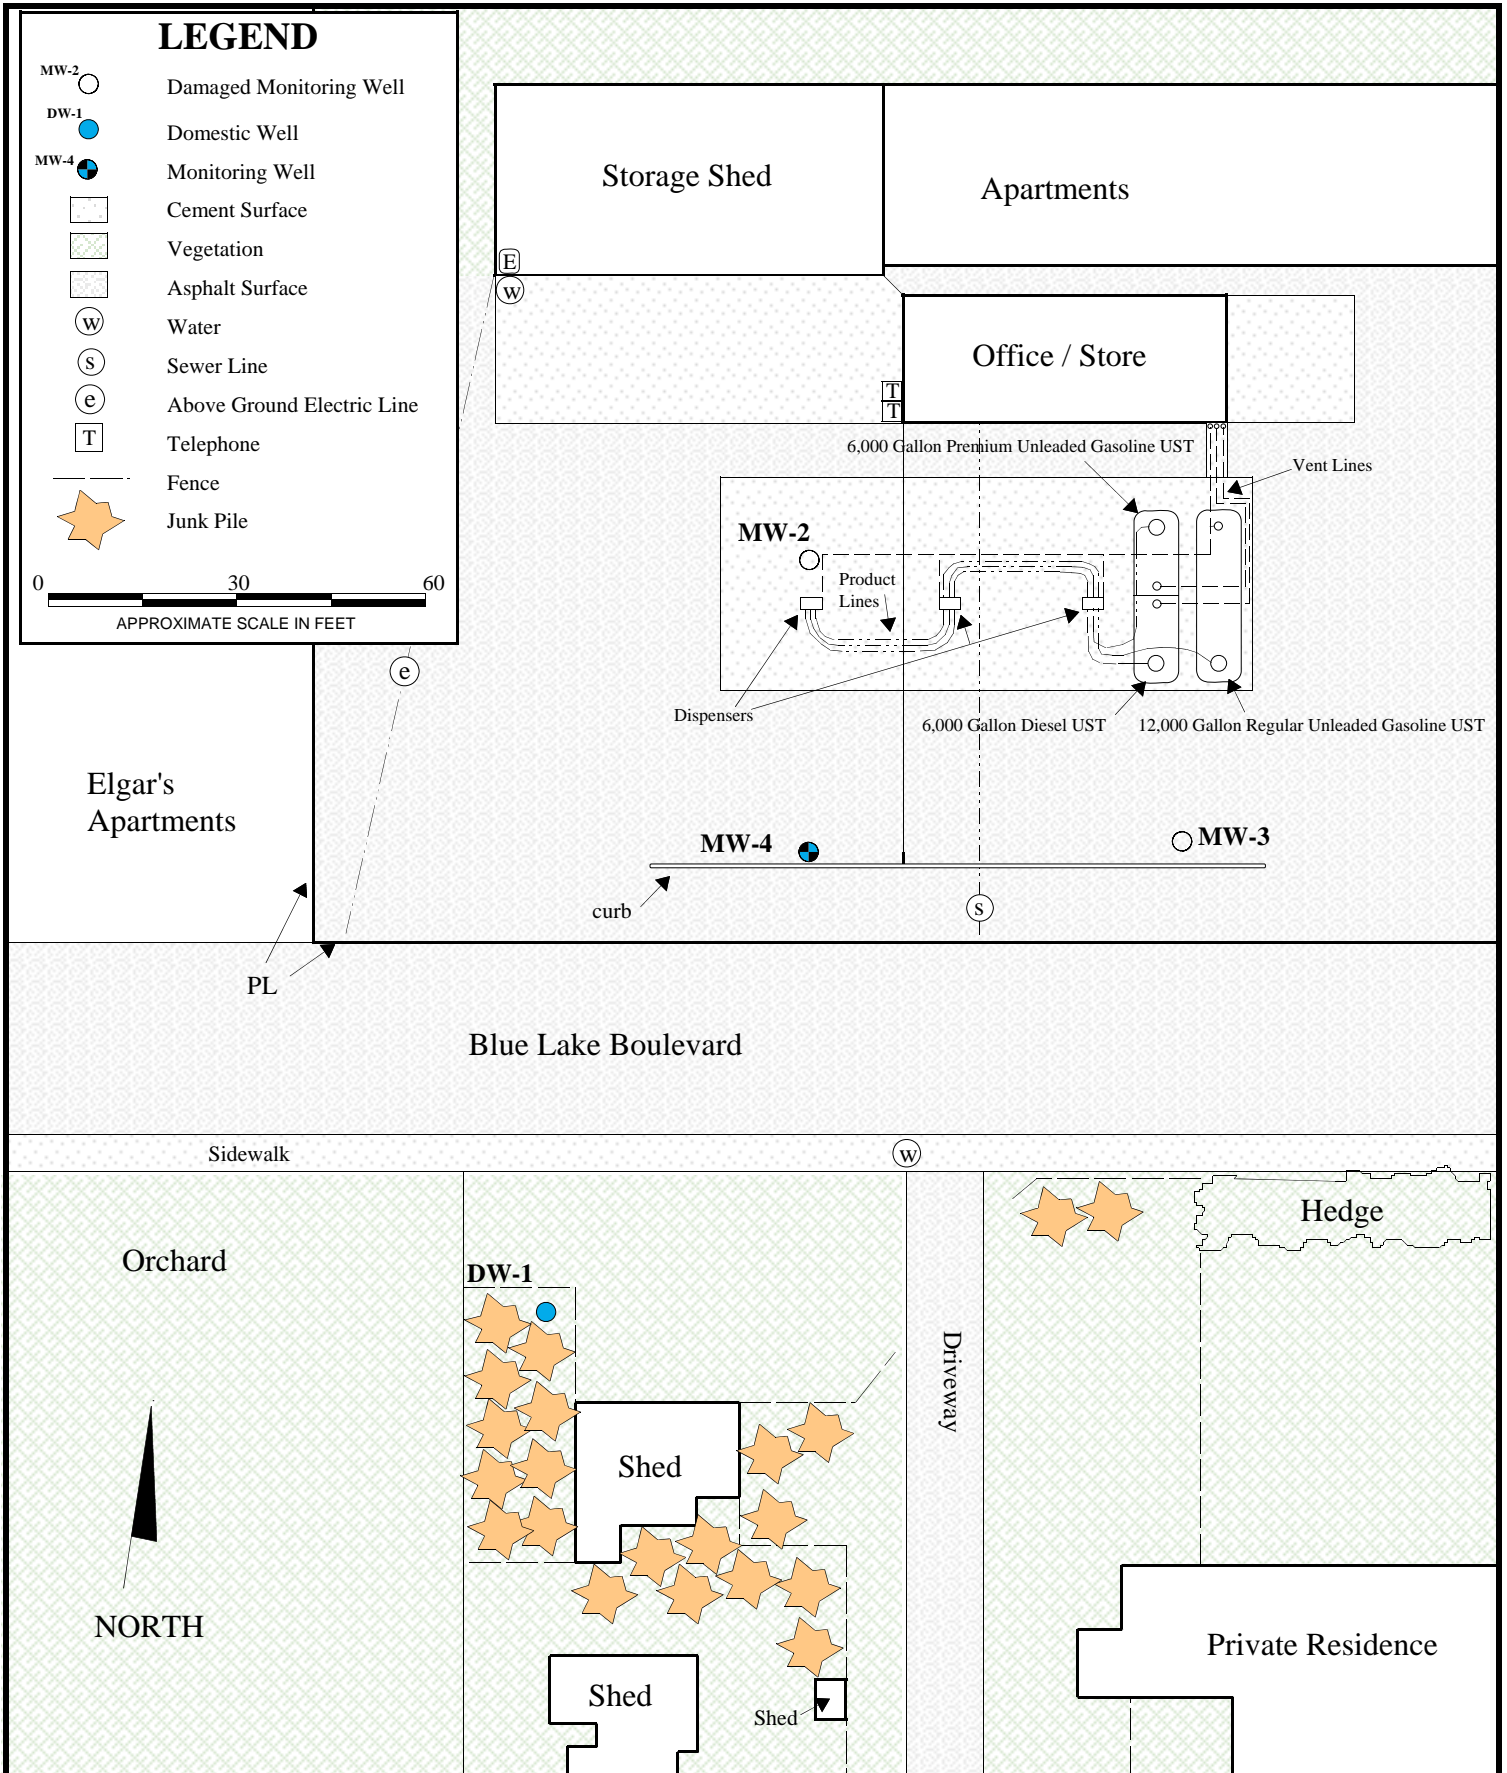 LEGEND
MW-2
Damaged Monitoring Well
DW-1
Domestic Well
MW-4
Monitoring Well
Cement Surface
Vegetation
Asphalt Surface
w
Water
s
Sewer Line
e
Above Ground Electric Line
T
Telephone
Fence
Junk Pile
0 30 60
APPROXIMATE SCALE IN FEET
Storage Shed
Apartments
E
w
Office / Store
T
T
6,000 Gallon Premium Unleaded Gasoline UST
Vent Lines
MW-2
Product
Lines
Dispensers
6,000 Gallon Diesel UST
12,000 Gallon Regular Unleaded Gasoline UST
e
Elgar's
Apartments
MW-4
MW-3
curb
s
PL
Blue Lake Boulevard
Sidewalk
w
Orchard
Hedge
DW-1
Driveway
Shed
NORTH
Private Residence
Shed
Shed